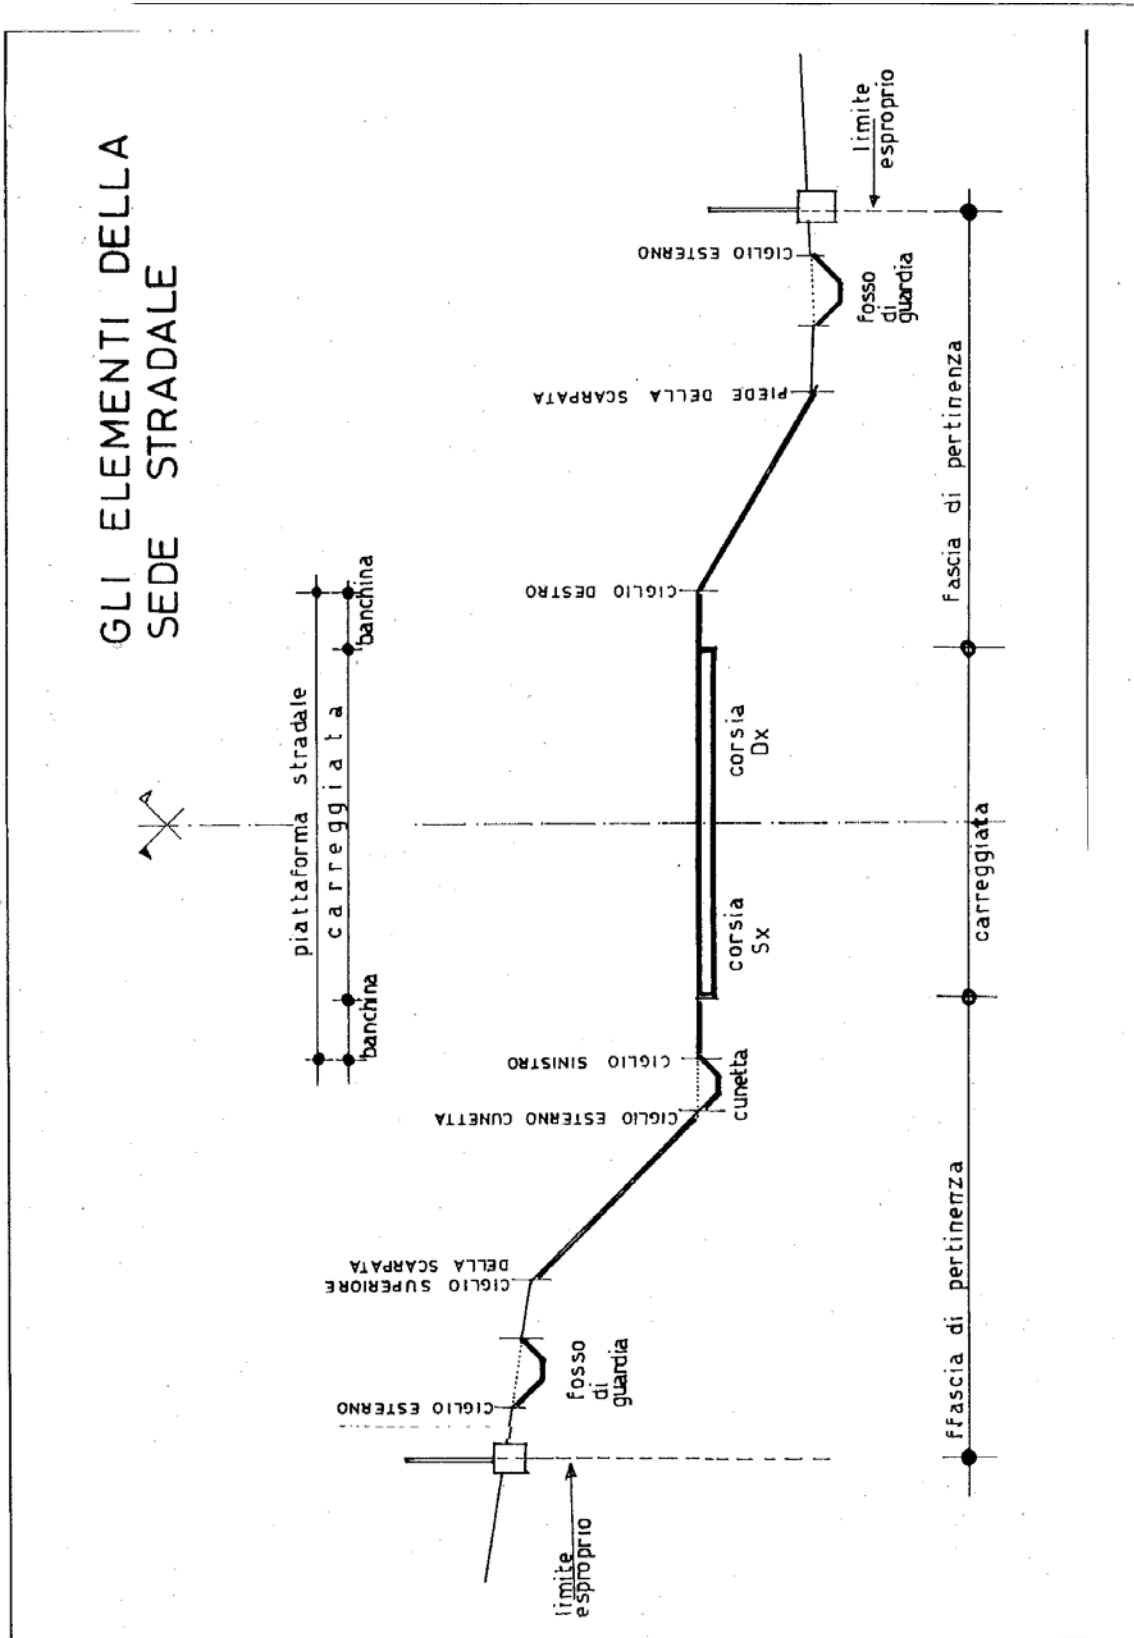 GLI ELEMENTI DELLA
SEDE STRADALE
piattaforma stradale
banchina
carreggiata
banchina
CIGLIO ESTERNO
CIGLIO SUPERIORE
DELLA SCARPATA
CIGLIO ESTERNO CUNETTA
CIGLIO SINISTRO
CIGLIO DESTRO
PIEDE DELLA SCARPATA
CIGLIO ESTERNO
limite
esproprio
fosso
di
guardia
cunetta
corsia
Sx
corsia
Dx
fosso
di
guardia
limite
esproprio
ffascia di pertinenza
carreggiata
fascia di pertinenza